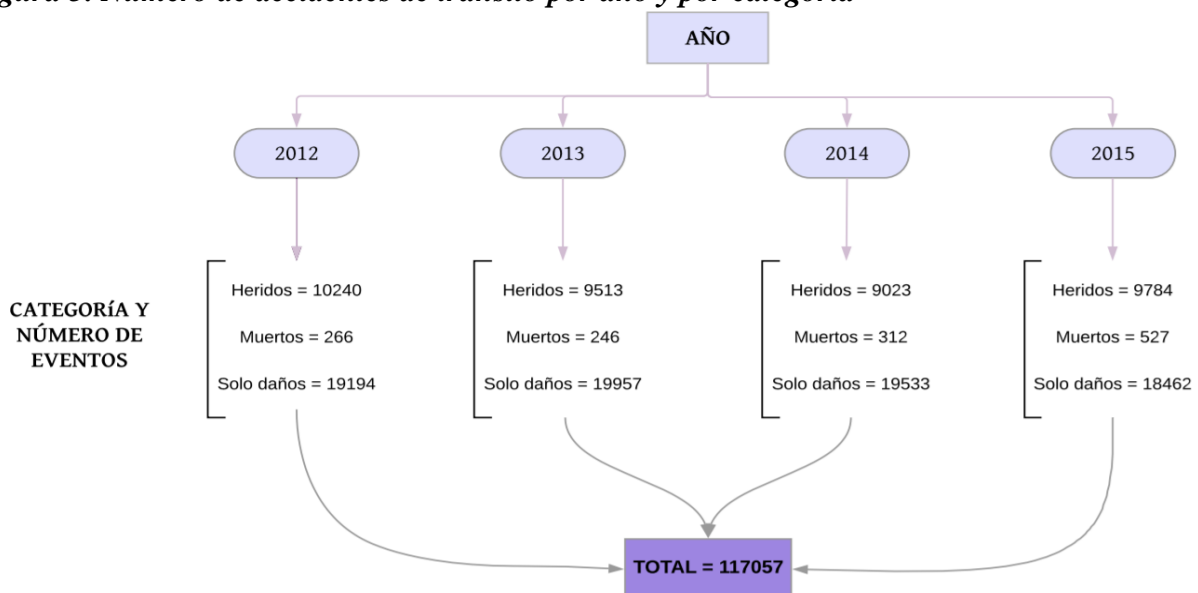 AÑO
2012
2013
2014
2015
CATEGORíA Y
NÚMERO DE
EVENTOS
Heridos = 10240
Muertos = 266
Solo daños = 19194
Heridos = 9513
Muertos = 246
Solo daños = 19957
Heridos = 9023
Muertos = 312
Solo daños = 19533
Heridos = 9784
Muertos = 527
Solo daños = 18462
TOTAL = 117057